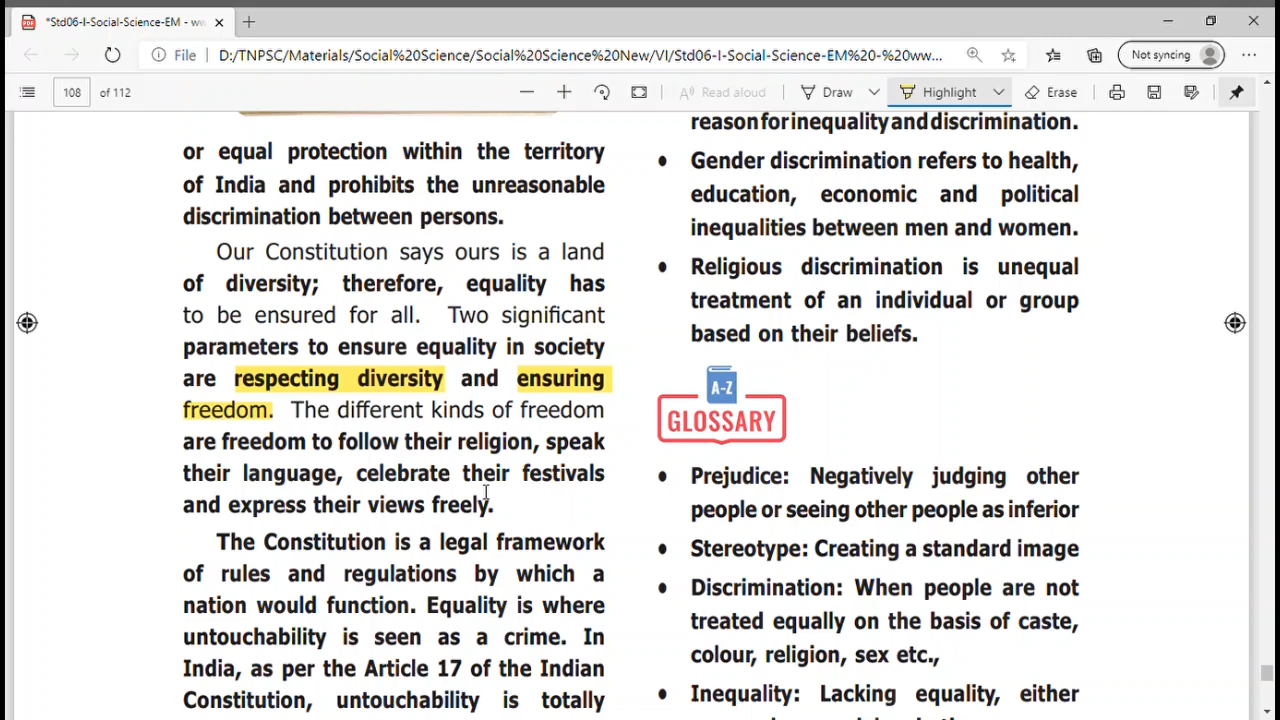 *Std06-I-Social-Science-EM - ww
File
D:/TNPSC/Materials/Social%20Science/Social%20Science%20New/VI/Std06-I-Social-Science-EM%20-%20ww...
Not syncing
108 of 112
Read aloud
Draw
Highlight
Erase
or equal protection within the territory
of India and prohibits the unreasonable
discrimination between persons.
Our Constitution says ours is a land
of diversity; therefore, equality has
to be ensured for all. Two significant
parameters to ensure equality in society
are respecting diversity and ensuring
freedom. The different kinds of freedom
are freedom to follow their religion, speak
their language, celebrate their festivals
and express their views freely.
The Constitution is a legal framework
of rules and regulations by which a
nation would function. Equality is where
untouchability is seen as a crime. In
India, as per the Article 17 of the Indian
Constitution, untouchability is totally
reason for inequality and discrimination.
• Gender discrimination refers to health,
education, economic and political
inequalities between men and women.
• Religious discrimination is unequal
treatment of an individual or group
based on their beliefs.
A-Z
GLOSSARY
• Prejudice: Negatively judging other
people or seeing other people as inferior
• Stereotype: Creating a standard image
• Discrimination: When people are not
treated equally on the basis of caste,
colour, religion, sex etc.,
• Inequality: Lacking equality, either